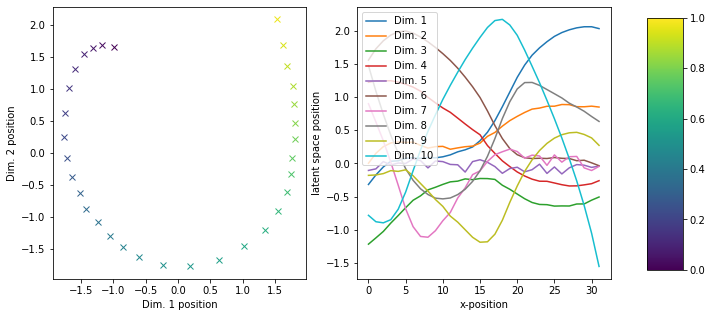 2.0
1.5
1.0
0.5
0.0
−0.5
−1.0
−1.5
Dim. 2 position
−1.5
−1.0
−0.5
0.0
0.5
1.0
1.5
Dim. 1 position
2.0
1.5
1.0
0.5
0.0
−0.5
−1.0
−1.5
latent space position
Dim. 1
Dim. 2
Dim. 3
Dim. 4
Dim. 5
Dim. 6
Dim. 7
Dim. 8
Dim. 9
Dim. 10
0
5
10
15
20
25
30
x-position
1.0
0.8
0.6
0.4
0.2
0.0